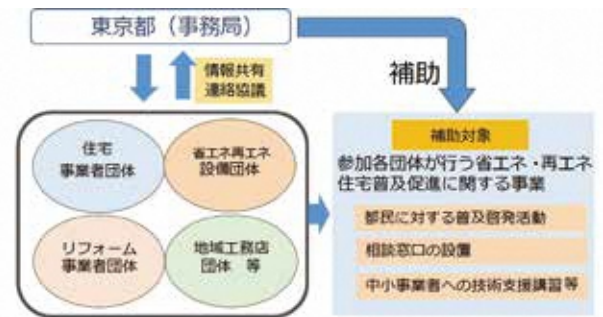 東京都（事務局）
情報共有
連絡協議
補助
住宅
事業者団体
省エネ再エネ
設備団体
リフォーム
事業者団体
地域工務店
団体　等
補助対象
参加各団体が行う省エネ・再エネ
住宅普及促進に関する事業
都民に対する普及啓発活動
相談窓口の設置
中小事業者への技術支援講習等